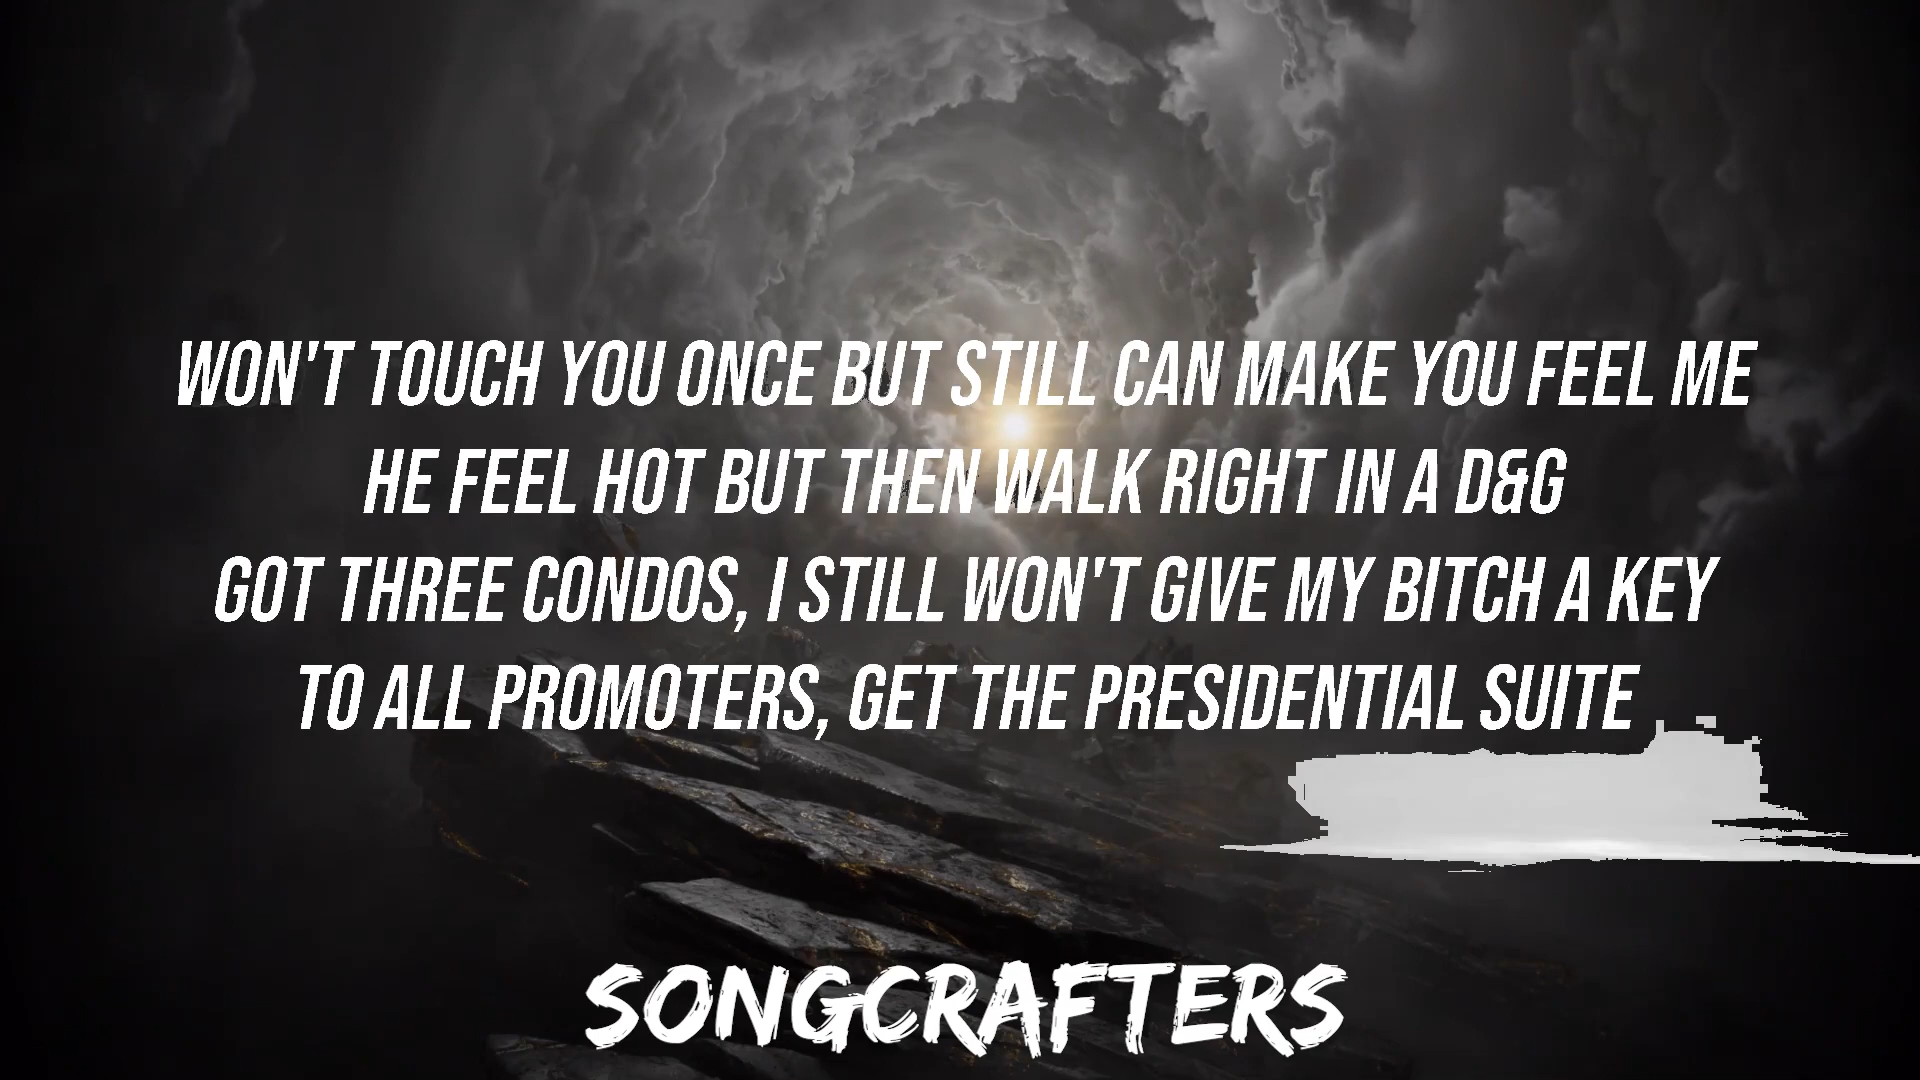 WON'T TOUCH YOU ONCE BUT STILL CAN MAKE YOU FEEL ME
HE FEEL HOT BUT THEN WALK RIGHT IN A D&G
GOT THREE CONDOS, I STILL WON'T GIVE MY BITCH A KEY
TO ALL PROMOTERS, GET THE PRESIDENTIAL SUITE
SONGCRAFTERS